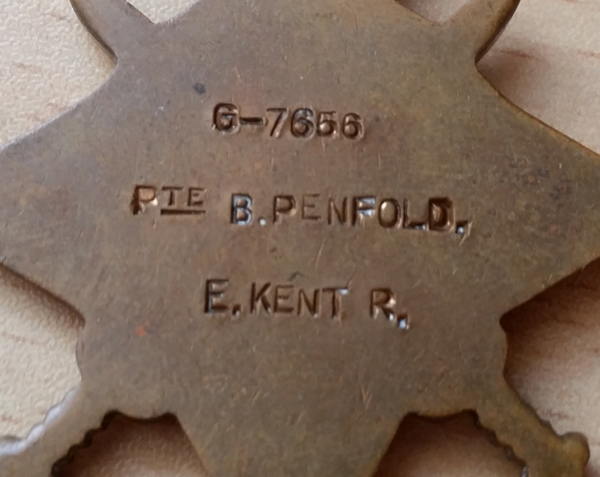 G-7656
PTE B.PENFOLD.
E.KENT R.